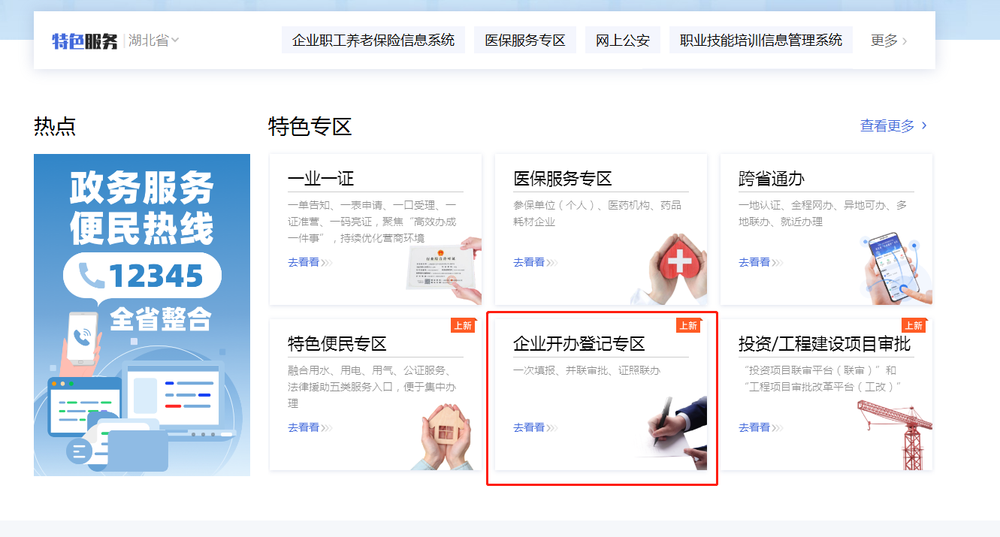 特色服务 湖北省
企业职工养老保险信息系统
医保服务专区
网上公安
职业技能培训信息管理系统
更多
热点
政务服务
便民热线
12345
全省整合
特色专区
查看更多
一业一证
一单告知、一表申请、一口受理、一
证准营、一码亮证，聚焦“高效办成
一件事”，持续优化营商环境
去看看
行业综合许可证
医保服务专区
参保单位（个人）、医药机构、药品
耗材企业
去看看
跨省通办
一地认证、全程网办、异地可办、多
地联办、就近办理
去看看
上新
特色便民专区
融合用水、用电、用气、公证服务、
法律援助五类服务入口，便于集中办
理
去看看
上新
企业开办登记专区
一次填报、并联审批、证照联办
去看看
上新
投资/工程建设项目审批
“投资项目联审平台（联审）”和
“工程项目审批改革平台（工改）”
去看看